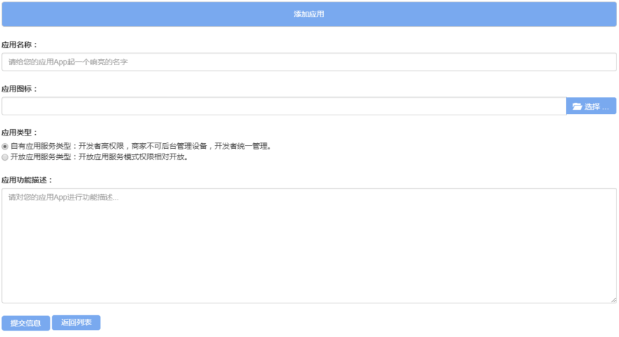 添加应用
应用名称：
请给您的应用App起一个响亮的名字
应用图标：
选择 ...
应用类型：
自有应用服务类型：开发者高权限，商家不可后台管理设备，开发者统一管理。
开放应用服务类型：开放应用服务模式权限相对开放。
应用功能描述：
请对您的应用App进行功能描述...
提交信息
返回列表